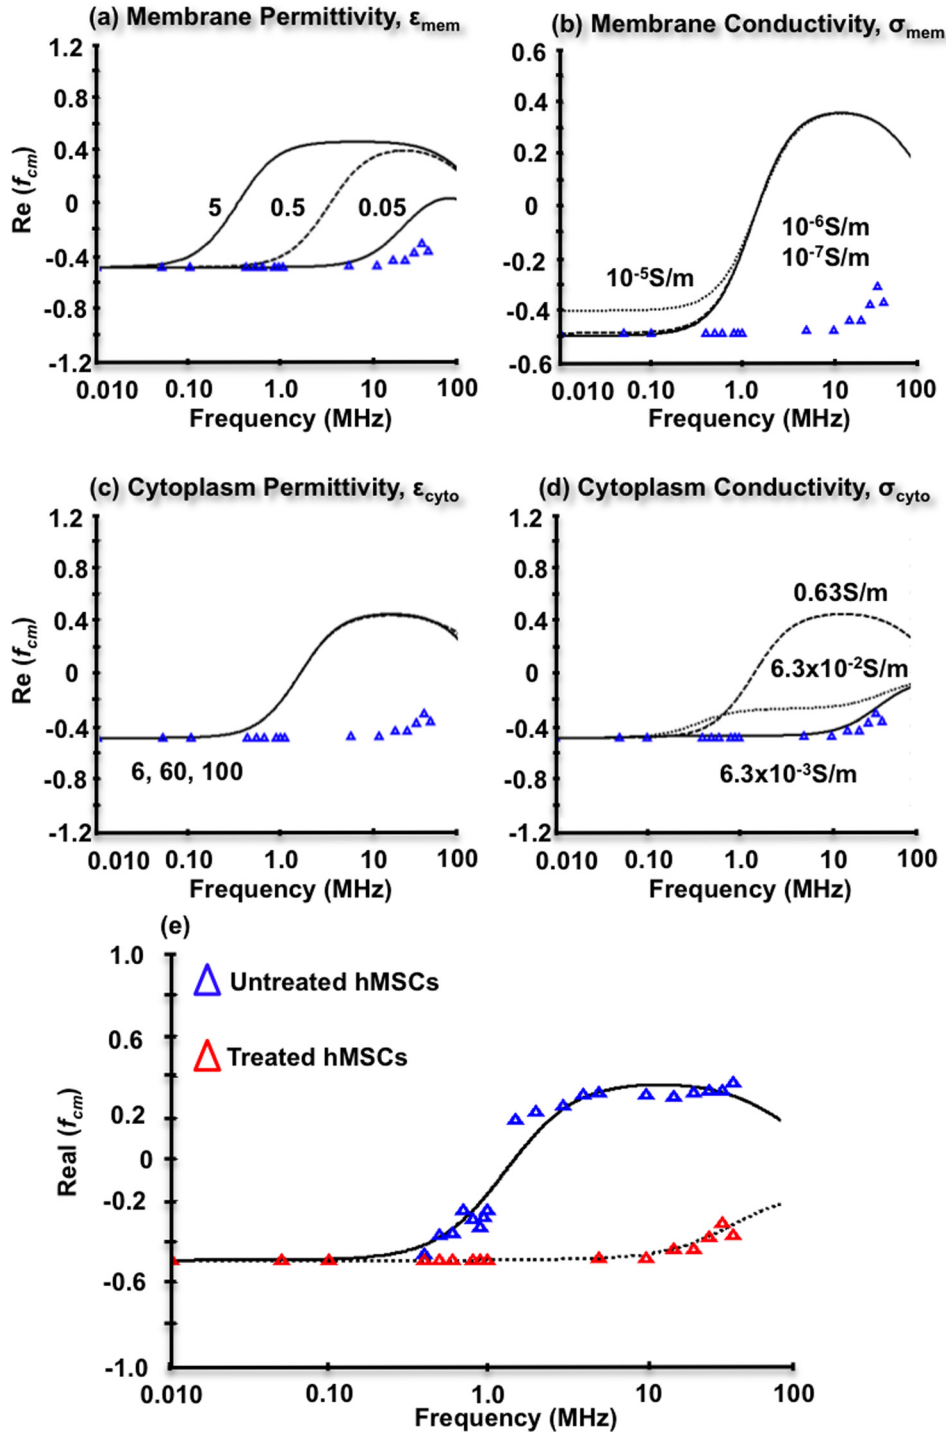 (a) Membrane Permittivity, εmem
1.2
0.8
0.4
0
-0.4
-0.8
-1.2
Re (fcm)
5
0.5
0.05
0.010
0.10
1.0
10
100
Frequency (MHz)
(b) Membrane Conductivity, σmem
0.6
0.4
0.2
0
-0.2
-0.4
-0.6
10-5S/m
10-6S/m
10-7S/m
0.010
0.10
1.0
10
100
Frequency (MHz)
(c) Cytoplasm Permittivity, εcyto
1.2
0.8
0.4
0
-0.4
-0.8
-1.2
Re (fcm)
6, 60, 100
0.010
0.10
1.0
10
100
Frequency (MHz)
(d) Cytoplasm Conductivity, σcyto
1.2
0.8
0.4
0
-0.4
-0.8
-1.2
0.63S/m
6.3x10-2S/m
6.3x10-3S/m
0.010
0.10
1.0
10
100
Frequency (MHz)
(e)
1.0
0.6
0.2
0
-0.2
-0.6
-1.0
Real (fcm)
Untreated hMSCs
Treated hMSCs
0.010
0.10
1.0
10
100
Frequency (MHz)